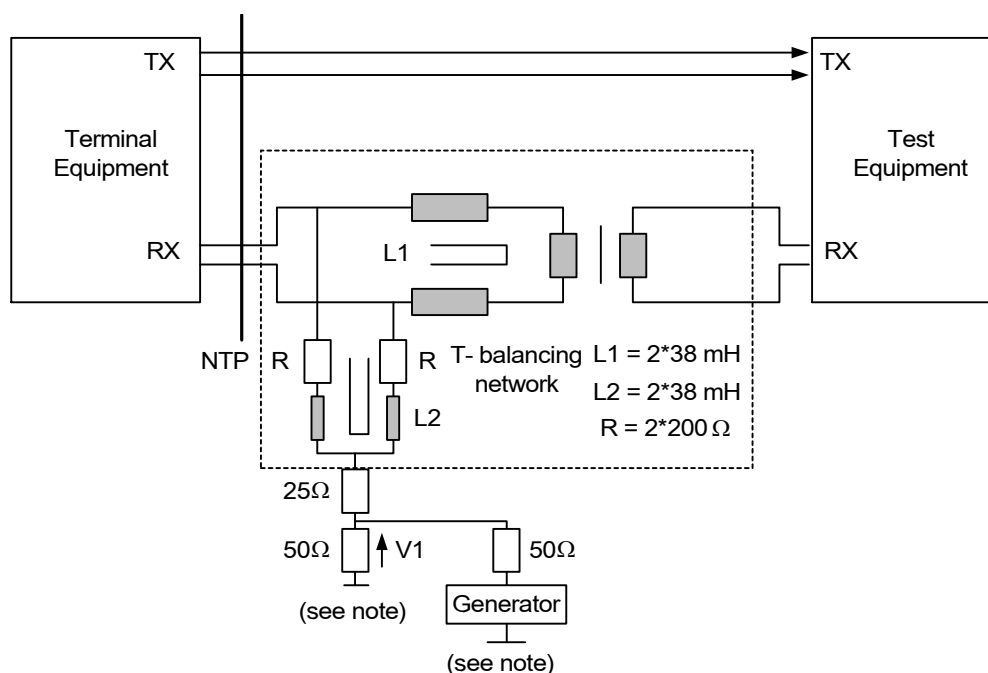 TX
TX
Terminal
Equipment
Test
Equipment
RX
L1
RX
NTP
R
R
T- balancing
network
L1 = 2*38 mH
L2 = 2*38 mH
R = 2*200 Ω
L2
25Ω
50Ω
V1
50Ω
(see note)
Generator
(see note)